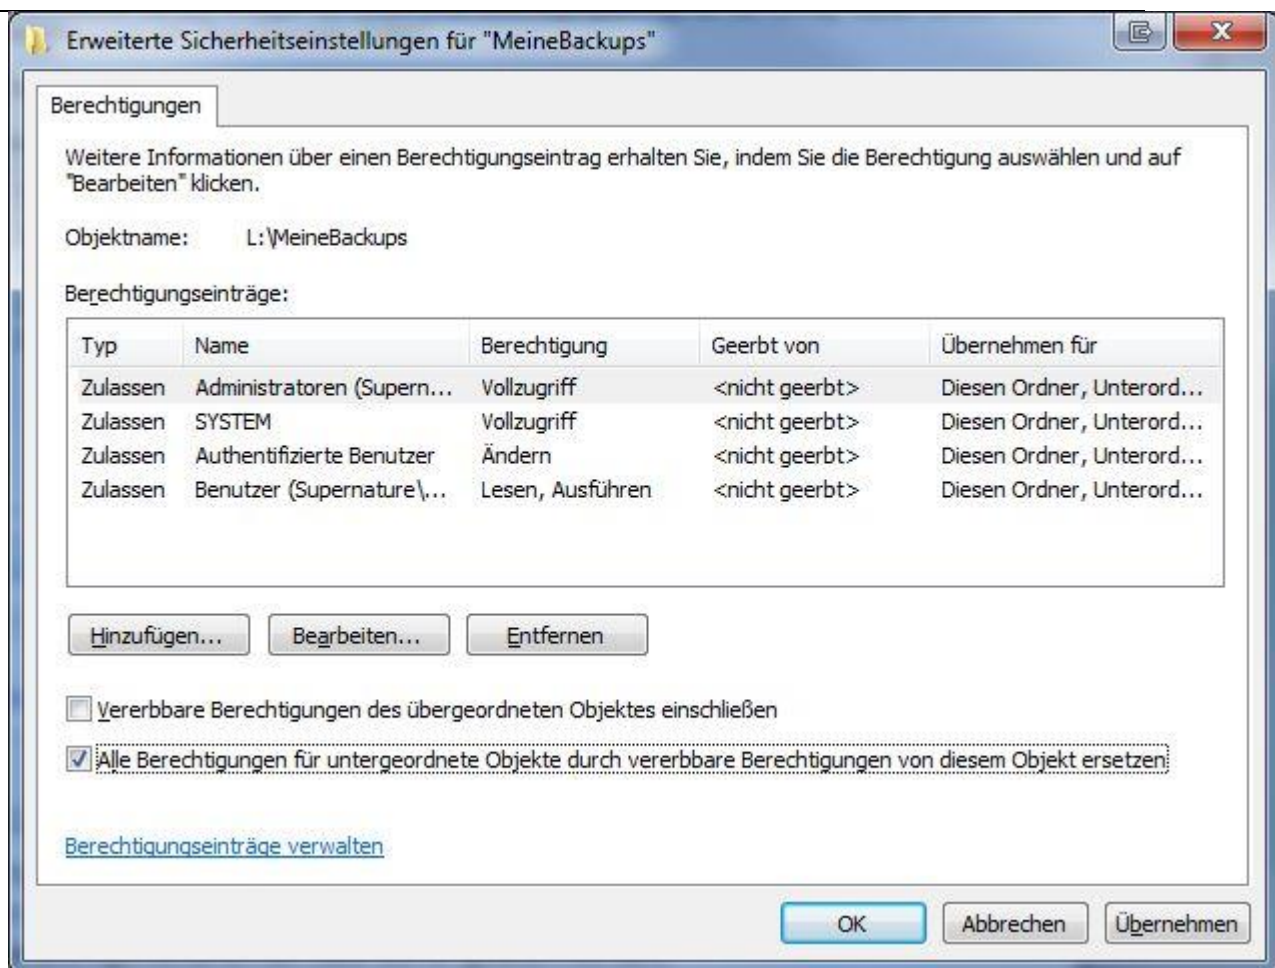 Erweiterte Sicherheitseinstellungen für "MeineBackups"
Berechtigungen
Weitere Informationen über einen Berechtigungseintrag erhalten Sie, indem Sie die Berechtigung auswählen und auf
"Bearbeiten" klicken.
Objektname: L:\MeineBackups
Berechtigungseinträge:
Typ Name Berechtigung Geerbt von Übernehmen für
Zulassen Administratoren (Supern... Vollzugriff <nicht geerbt> Diesen Ordner, Unterord...
Zulassen SYSTEM Vollzugriff <nicht geerbt> Diesen Ordner, Unterord...
Zulassen Authentifizierte Benutzer Ändern <nicht geerbt> Diesen Ordner, Unterord...
Zulassen Benutzer (Supernature\... Lesen, Ausführen <nicht geerbt> Diesen Ordner, Unterord...
Hinzufügen... Bearbeiten... Entfernen
Vererbbare Berechtigungen des übergeordneten Objektes einschließen
Alle Berechtigungen für untergeordnete Objekte durch vererbbare Berechtigungen von diesem Objekt ersetzen
Berechtigungseinträge verwalten
OK Abbrechen Übernehmen